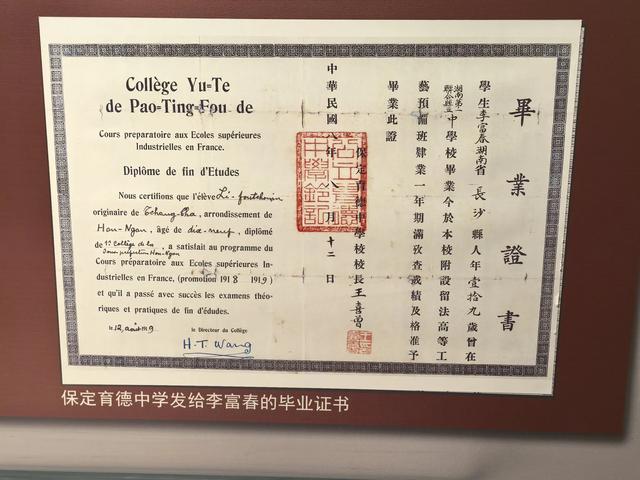 Collège Yu-Te
de Pao-Ting-Fou de
Cours preparatoire aux Ecoles supérieures
Industrielles en France.
Diplôme de fin d'Etudes
Nous certifions que l'élève Li-foutchouin
originaire de Tchang-Cha, arrondissement de
Hou-Ngan, âgé de dix-neuf, diplômé
de 1er Collège de la
a satisfait au programme du
Cours préparatoire aux Ecoles supérieures In-
dustrielles en France, (promotion 1918 1919)
et qu'il a passé avec succès les examens théo-
riques et pratiques de fin d'édudes.
le 12, août 1919
le Directeur du Collège
H-T Wang
畢業證書
學生李富春湖南省長沙縣人年壹拾九歲曾在
湖南第一聯合縣立中學校畢業今於本校附設留法高等工
藝預備班肄業一年期滿攷查成績及格准予
畢業此證
保定育德中學校校長王喜曾
中華民國八年八月十二日
保定育德中学发给李富春的毕业证书